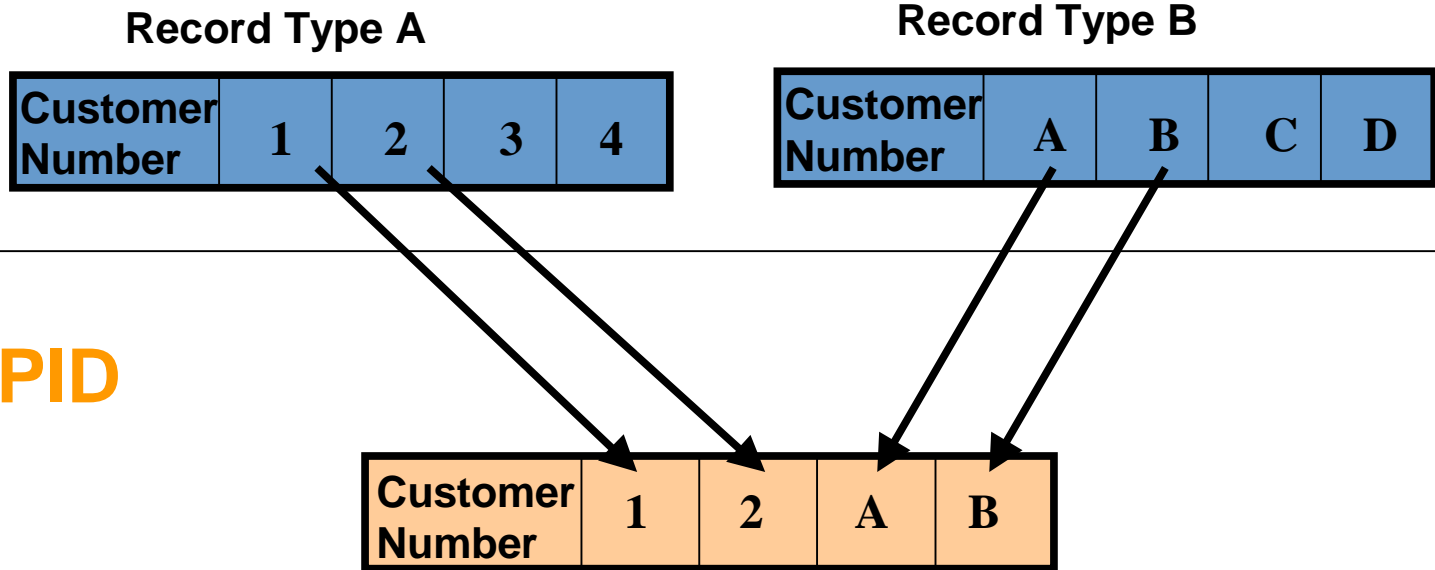 Record Type A
Record Type B
Customer Number 1 2 3 4
Customer Number A B C D
PID
Customer Number 1 2 A B